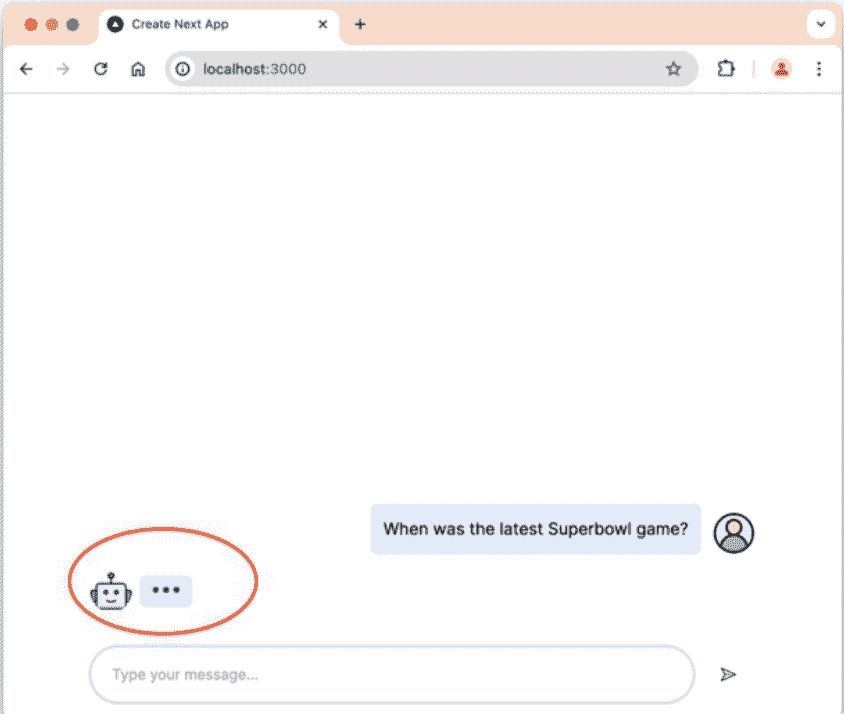 Create Next App
localhost:3000
When was the latest Superbowl game?
Type your message...